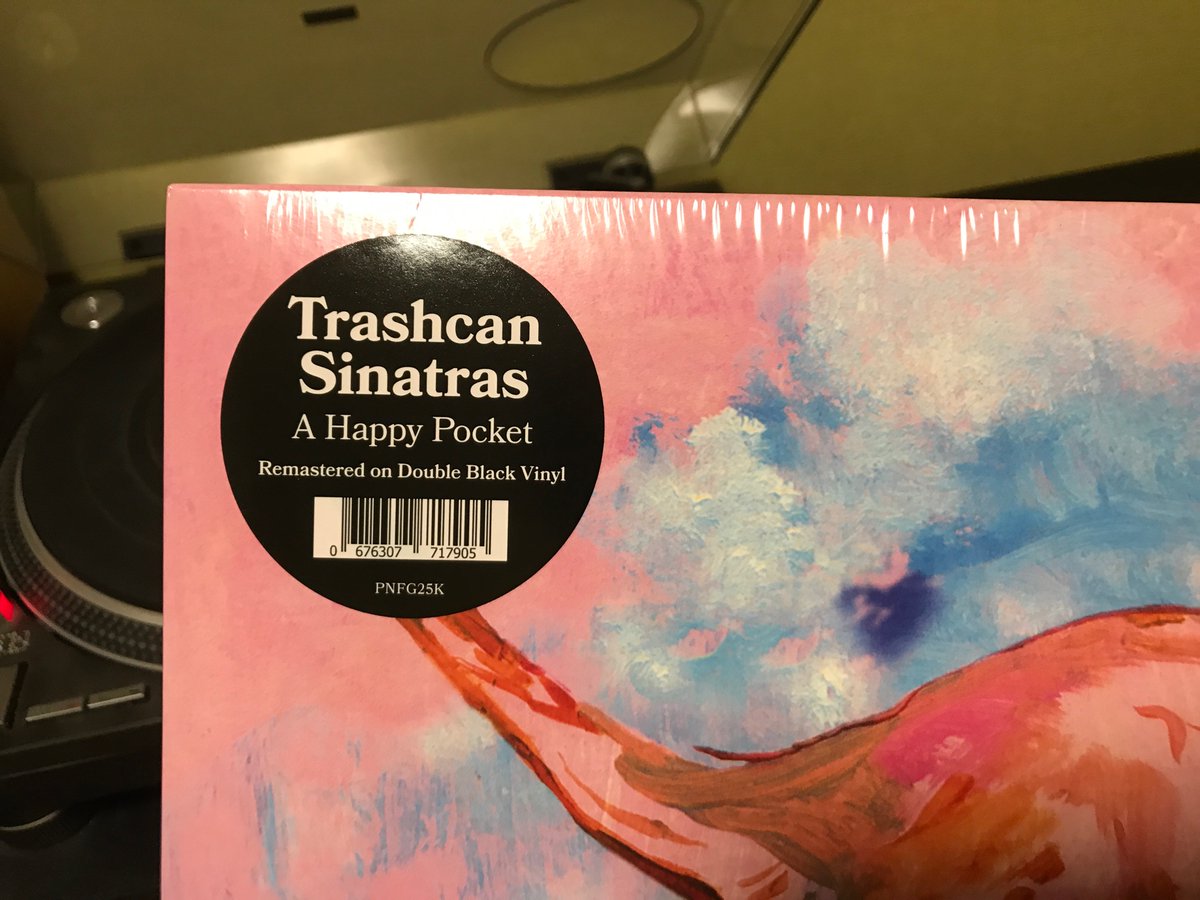 Trashcan
Sinatras
A Happy Pocket
Remastered on Double Black Vinyl
0 676307 717905
PNFG25K